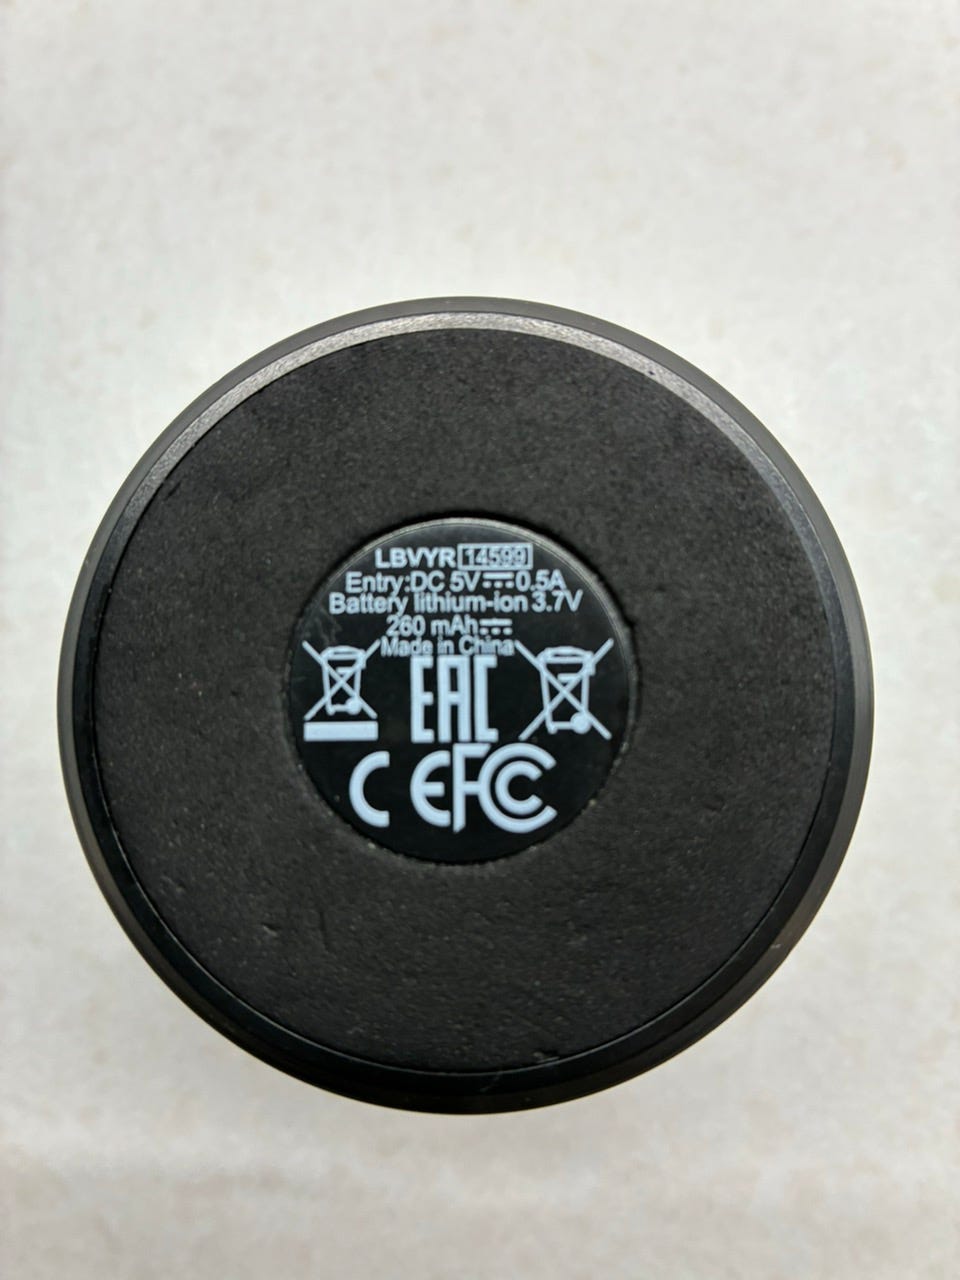 LBVYR 14599
Entry:DC 5V⎓0.5A
Battery lithium-ion 3.7V
260 mAh⎓
Made in China
EAC
CE FC